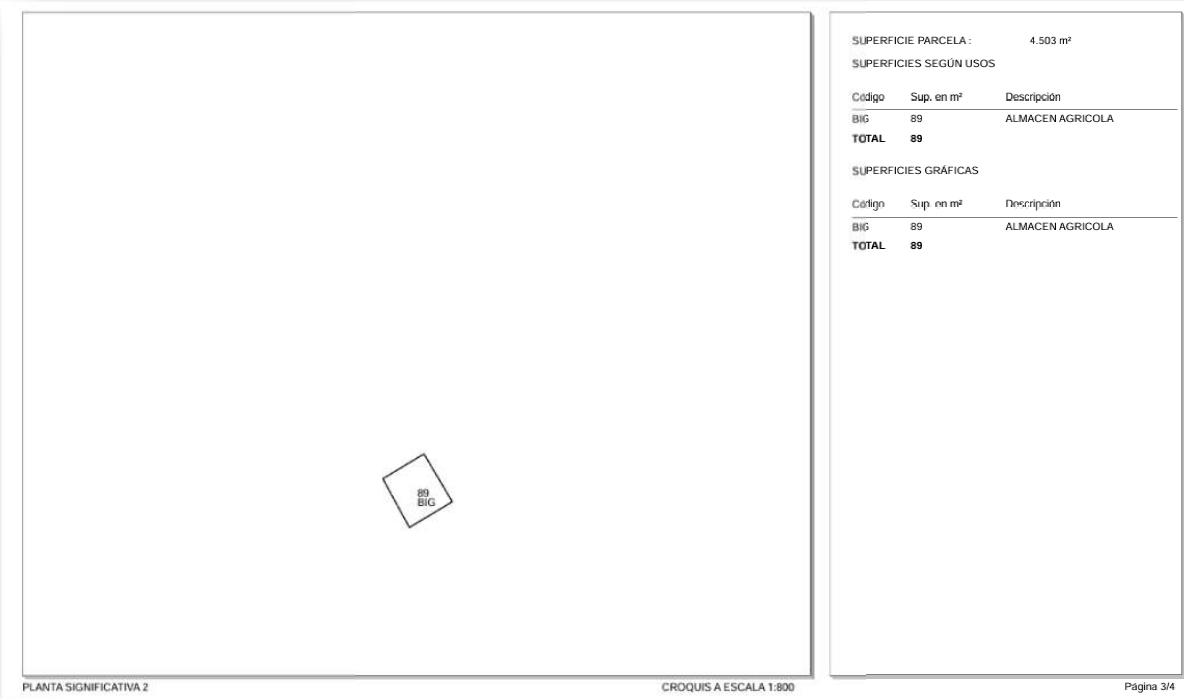 SUPERFICIE PARCELA : 4.503 m²
SUPERFICIES SEGÚN USOS
Código Sup. en m² Descripción
BIG 89 ALMACEN AGRICOLA
TOTAL 89
SUPERFICIES GRÁFICAS
Código Sup. en m² Descripción
BIG 89 ALMACEN AGRICOLA
TOTAL 89
89
BIG
PLANTA SIGNIFICATIVA 2
CROQUIS A ESCALA 1:800
Página 3/4